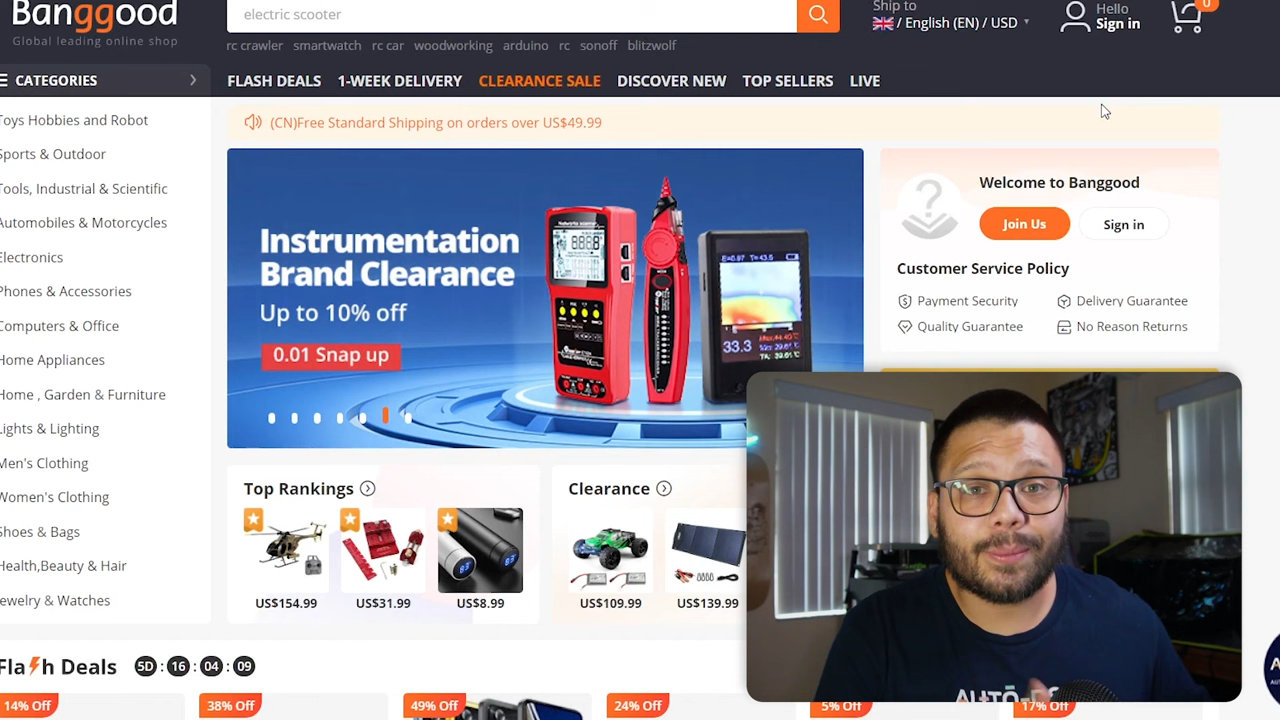 Banggood
Global leading online shop
electric scooter
Ship to
/ English (EN) / USD
Hello
Sign in
0
rc crawler smartwatch rc car woodworking arduino rc sonoff blitzwolf
CATEGORIES
FLASH DEALS 1-WEEK DELIVERY CLEARANCE SALE DISCOVER NEW TOP SELLERS LIVE
Toys Hobbies and Robot
Sports & Outdoor
Tools, Industrial & Scientific
Automobiles & Motorcycles
Electronics
Phones & Accessories
Computers & Office
Home Appliances
Home , Garden & Furniture
Lights & Lighting
Men's Clothing
Women's Clothing
Shoes & Bags
Health,Beauty & Hair
ewelry & Watches
(CN)Free Standard Shipping on orders over US$49.99
Instrumentation
Brand Clearance
Up to 10% off
0.01 Snap up
33.3
Welcome to Banggood
Join Us
Sign in
Customer Service Policy
Payment Security
Delivery Guarantee
Quality Guarantee
No Reason Returns
Top Rankings
US$154.99
US$31.99
US$8.99
Clearance
US$109.99
US$139.99
Flash Deals
5D : 16 : 04 : 09
14% Off
38% Off
49% Off
24% Off
5% Off
17% Off